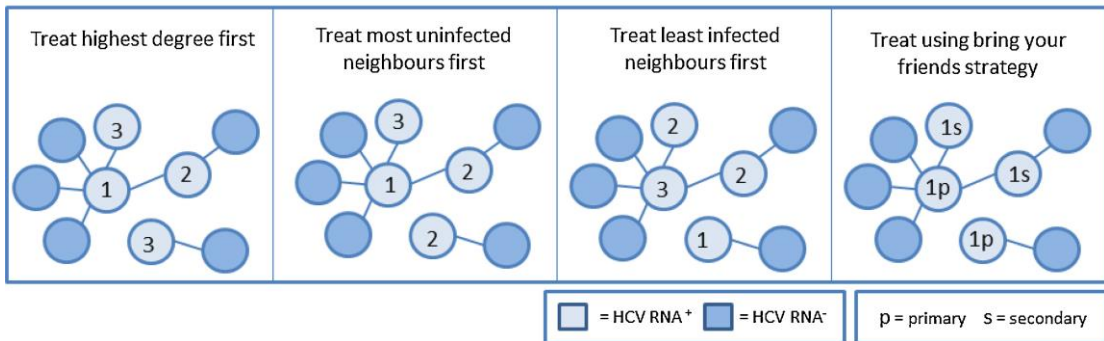 Treat highest degree first
3
2
1
3
Treat most uninfected
neighbours first
3
2
1
2
Treat least infected
neighbours first
2
2
3
1
Treat using bring your
friends strategy
1s
1s
1p
1p
= HCV RNA⁺
= HCV RNA⁻
p = primary s = secondary